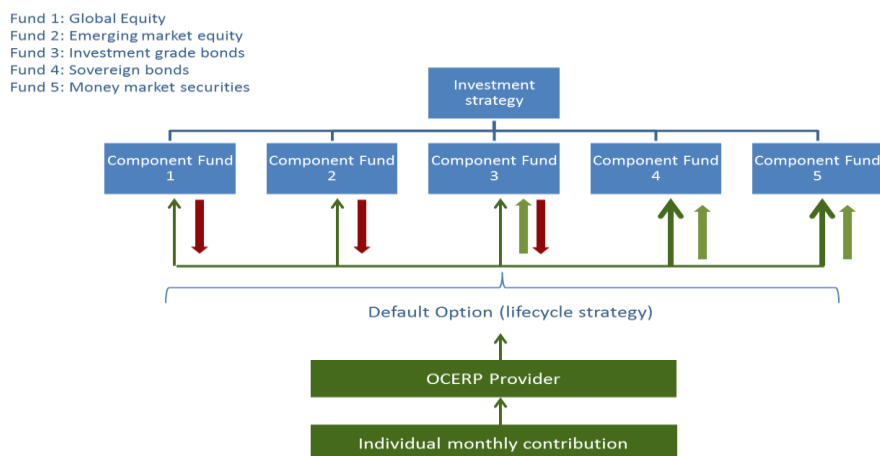 Fund 1: Global Equity
Fund 2: Emerging market equity
Fund 3: Investment grade bonds
Fund 4: Sovereign bonds
Fund 5: Money market securities
Investment
strategy
Component Fund
1
Component Fund
2
Component Fund
3
Component Fund
4
Component Fund
5
Default Option (lifecycle strategy)
OCERP Provider
Individual monthly contribution